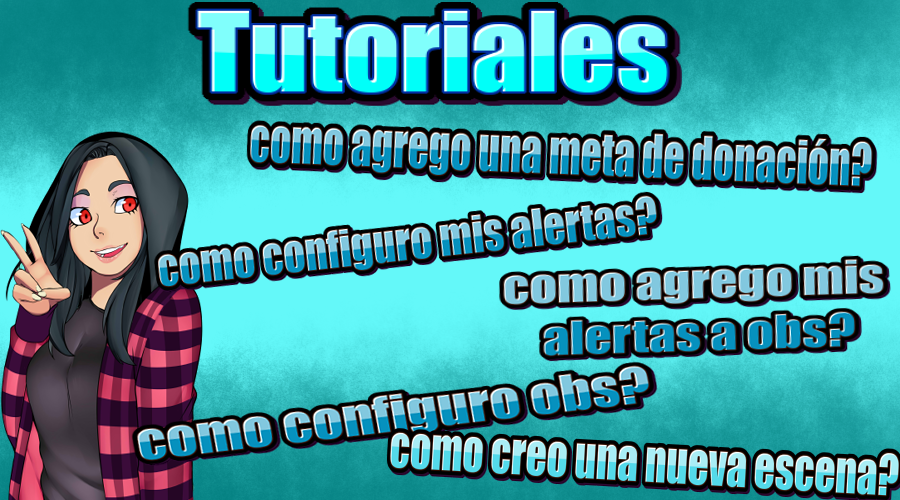 Tutoriales
como agrego una meta de donación?
como configuro mis alertas?
como agrego mis
alertas a obs?
como configuro obs?
como creo una nueva escena?